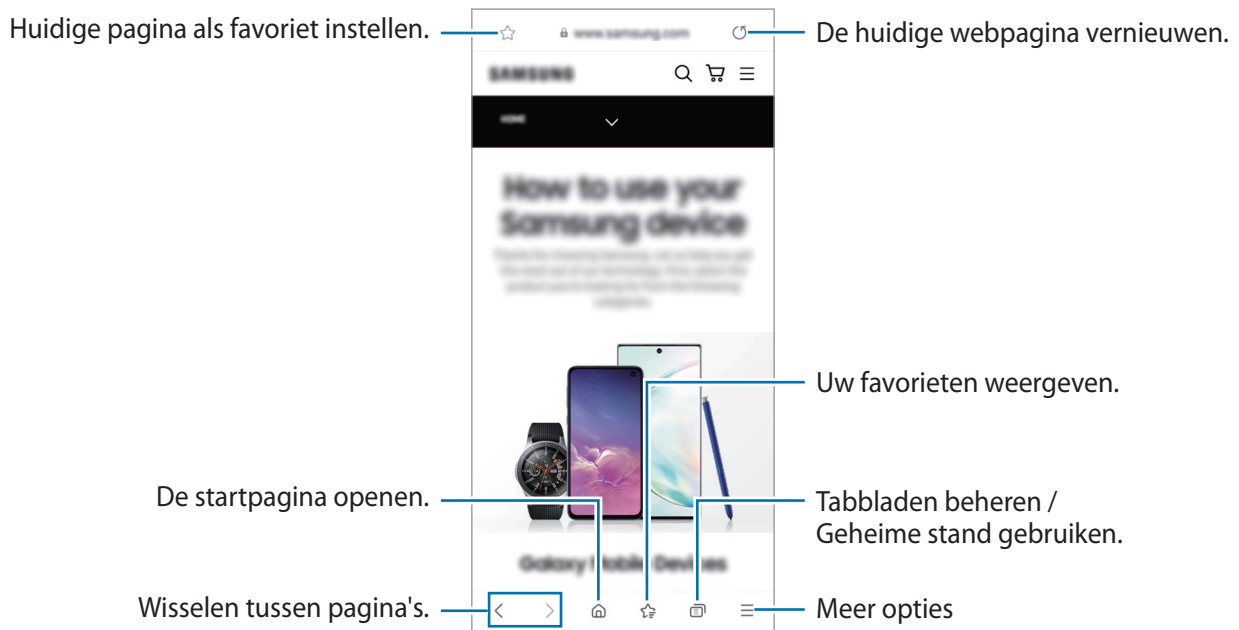 Huidige pagina als favoriet instellen.
www.samsung.com
De huidige webpagina vernieuwen.
SAMSUNG
HOME
How to use your
Samsung device
Uw favorieten weergeven.
De startpagina openen.
Tabbladen beheren /
Geheime stand gebruiken.
Galaxy Mobile Devices
Wisselen tussen pagina's.
Meer opties